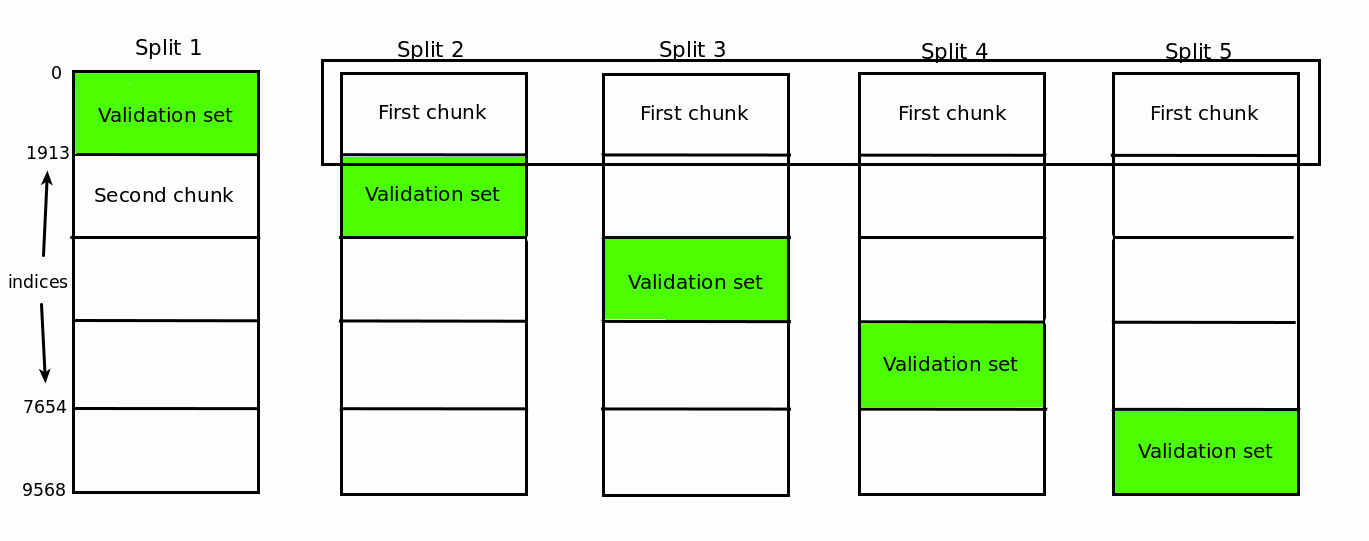 Split 1
Split 2
Split 3
Split 4
Split 5
0
Validation set
First chunk
First chunk
First chunk
First chunk
1913
Second chunk
Validation set
indices
Validation set
Validation set
7654
Validation set
9568